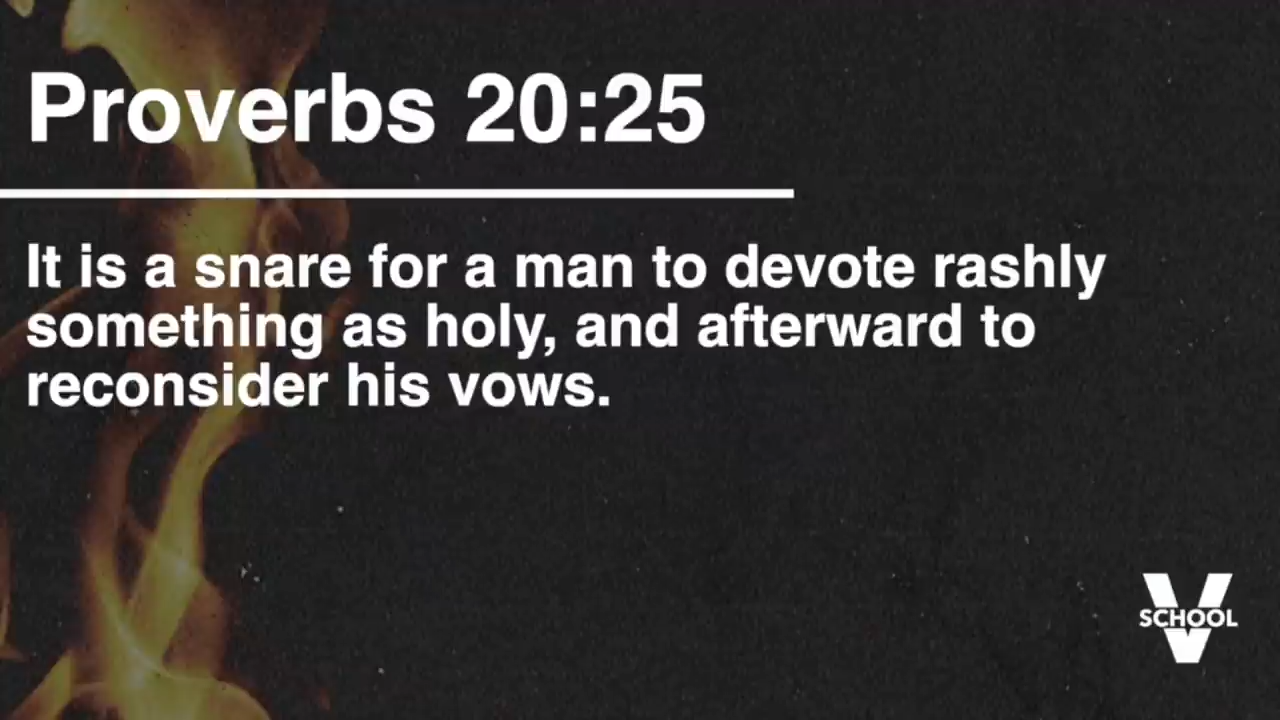 Proverbs 20:25
It is a snare for a man to devote rashly
something as holy, and afterward to
reconsider his vows.
V
SCHOOL